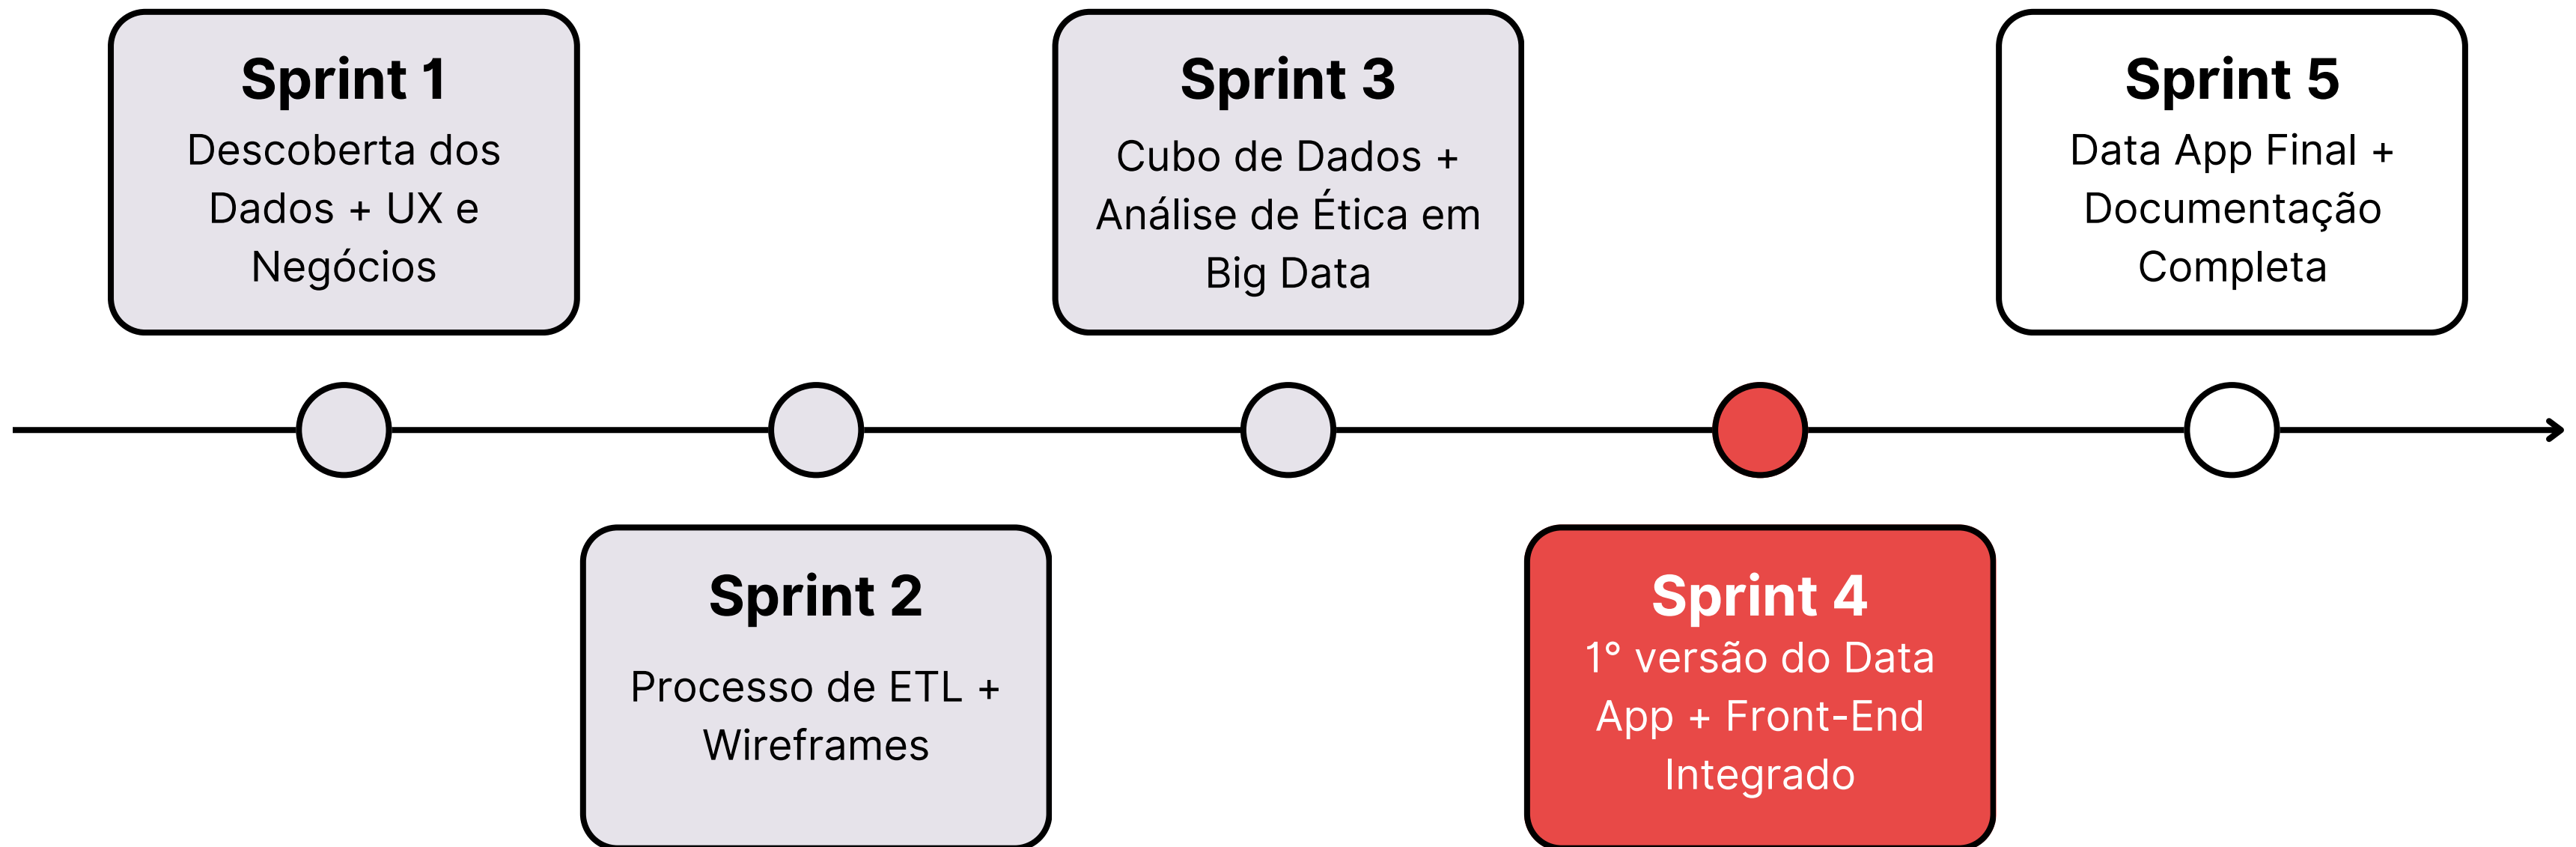 Sprint 1
Descoberta dos
Dados + UX e
Negócios
Sprint 2
Processo de ETL +
Wireframes
Sprint 3
Cubo de Dados +
Análise de Ética em
Big Data
Sprint 4
1° versão do Data
App + Front-End
Integrado
Sprint 5
Data App Final +
Documentação
Completa